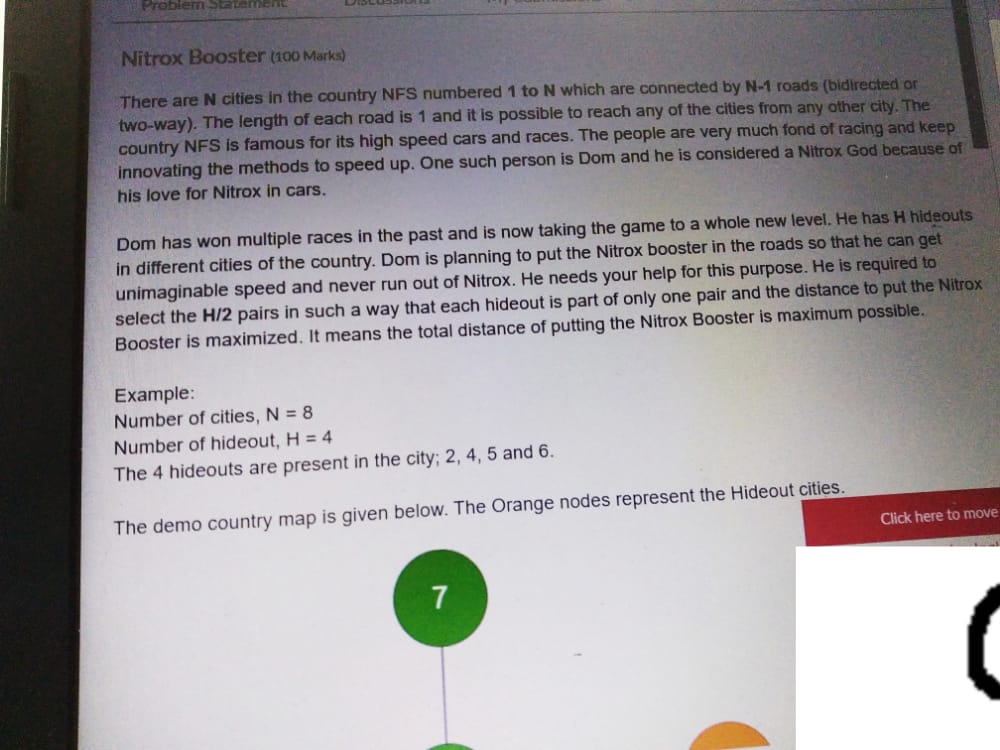 Problem Statement
Nitrox Booster (100 Marks)
There are N cities in the country NFS numbered 1 to N which are connected by N-1 roads (bidirected or
two-way). The length of each road is 1 and it is possible to reach any of the cities from any other city. The
country NFS is famous for its high speed cars and races. The people are very much fond of racing and keep
innovating the methods to speed up. One such person is Dom and he is considered a Nitrox God because of
his love for Nitrox in cars.
Dom has won multiple races in the past and is now taking the game to a whole new level. He has H hideouts
in different cities of the country. Dom is planning to put the Nitrox booster in the roads so that he can get
unimaginable speed and never run out of Nitrox. He needs your help for this purpose. He is required to
select the H/2 pairs in such a way that each hideout is part of only one pair and the distance to put the Nitrox
Booster is maximized. It means the total distance of putting the Nitrox Booster is maximum possible.
Example:
Number of cities, N = 8
Number of hideout, H = 4
The 4 hideouts are present in the city; 2, 4, 5 and 6.
The demo country map is given below. The Orange nodes represent the Hideout cities.
Click here to move
7